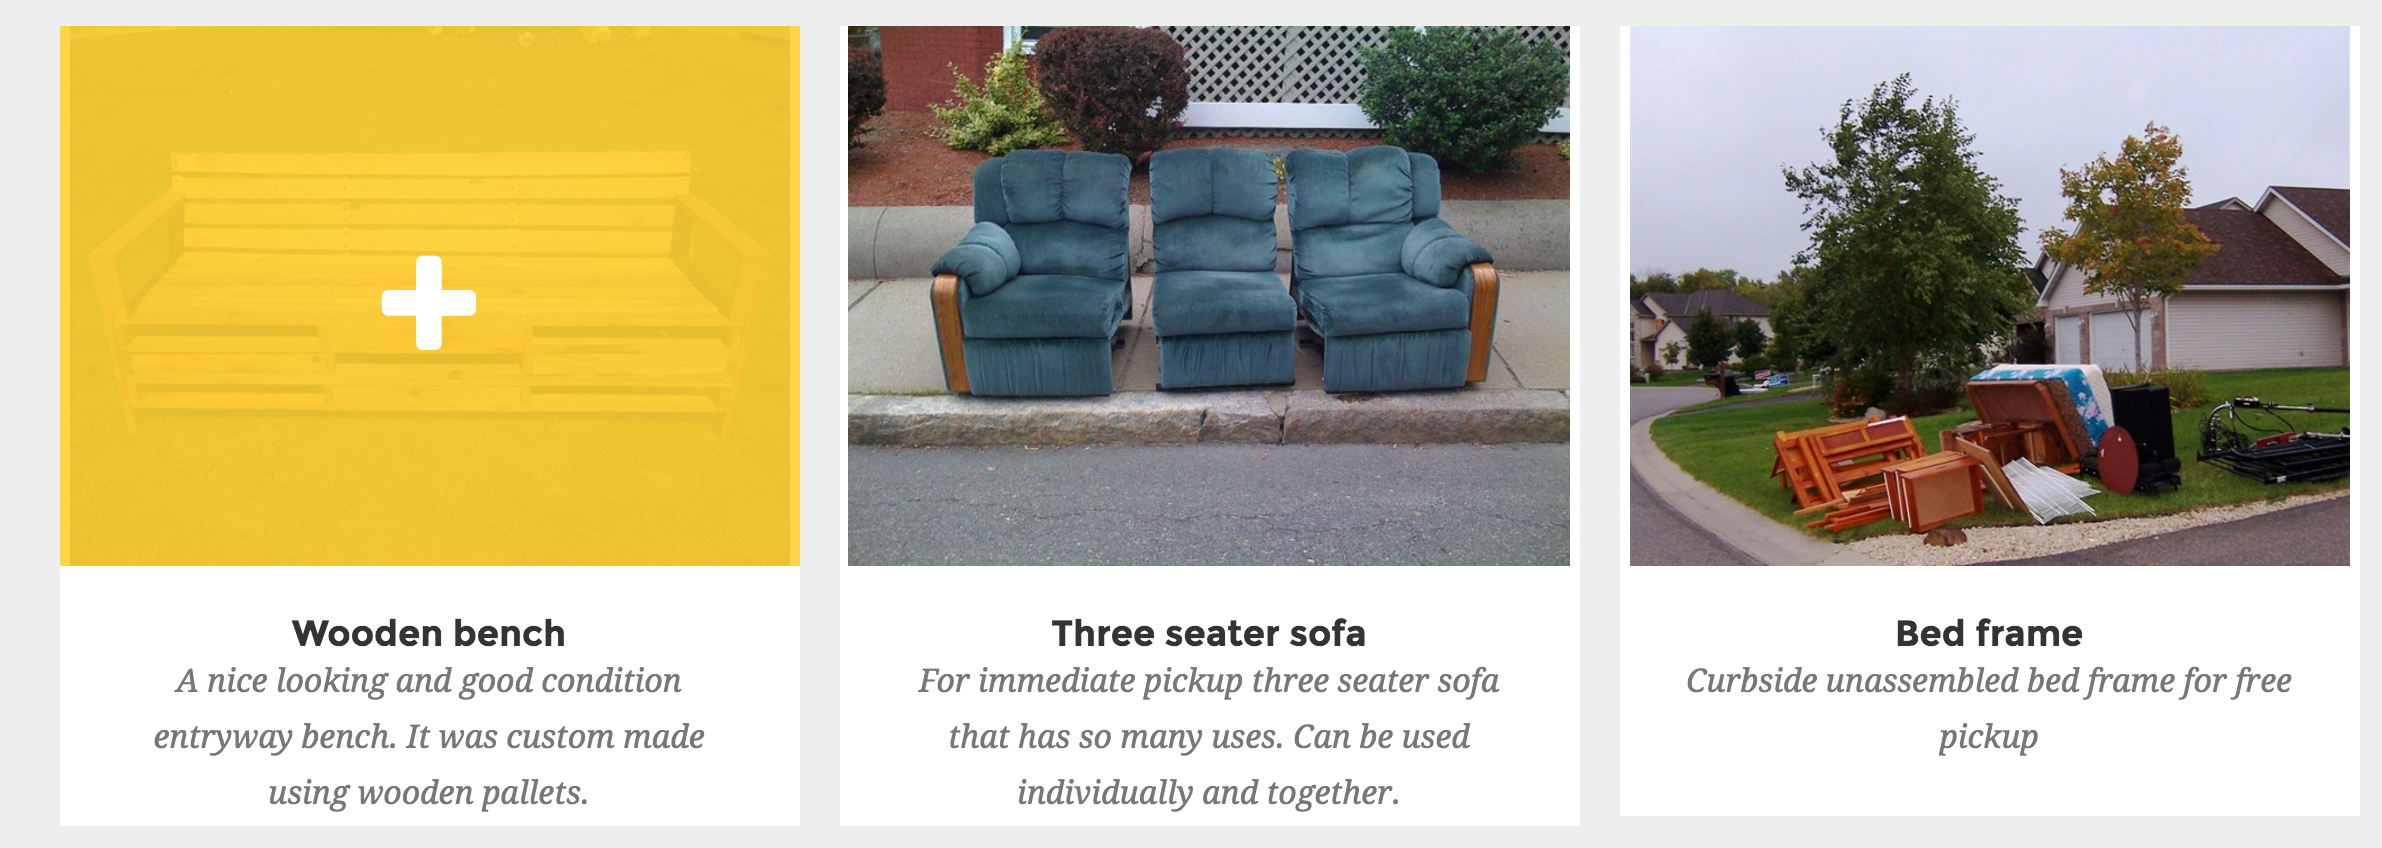 Wooden bench
A nice looking and good condition
entryway bench. It was custom made
using wooden pallets.
Three seater sofa
For immediate pickup three seater sofa
that has so many uses. Can be used
individually and together.
Bed frame
Curbside unassembled bed frame for free
pickup